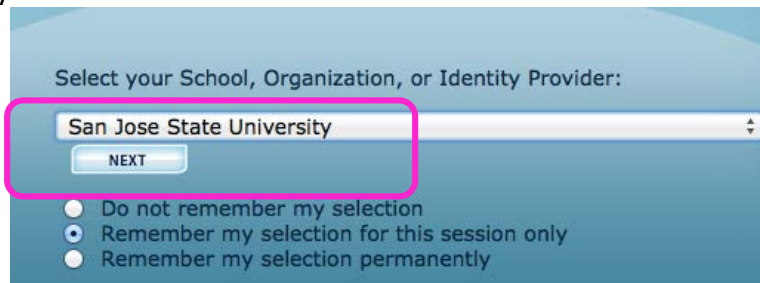 Select your School, Organization, or Identity Provider:
San Jose State University
NEXT
Do not remember my selection
Remember my selection for this session only
Remember my selection permanently